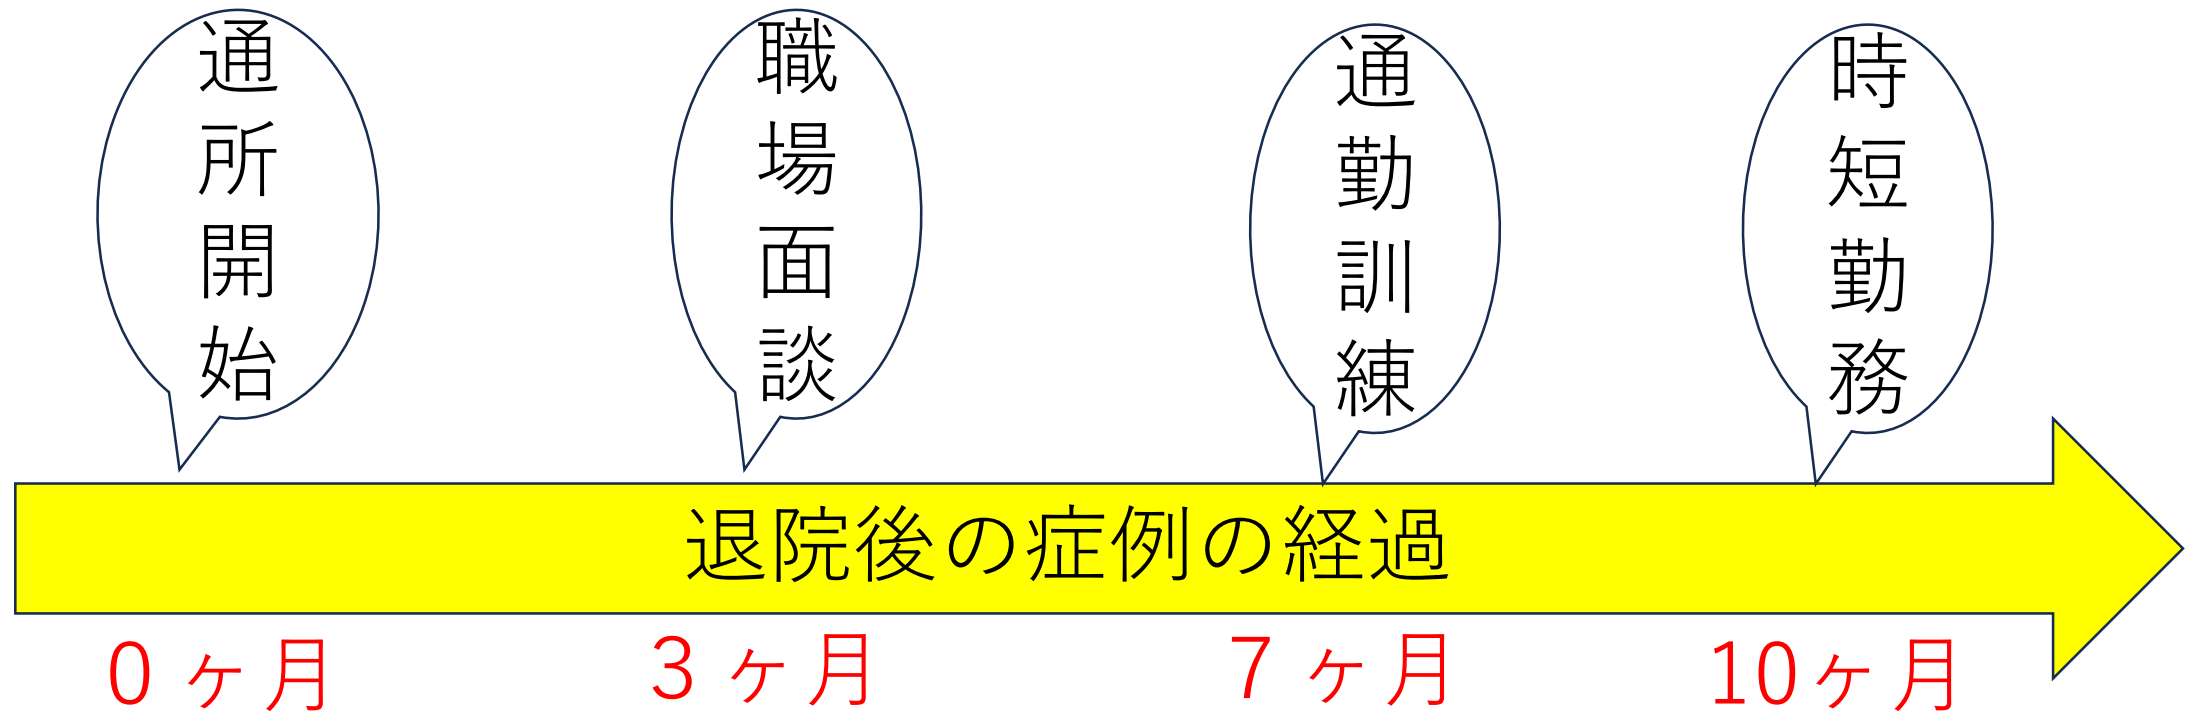 通所開始
職場面談
通勤訓練
時短勤務
退院後の症例の経過
0ヶ月
3ヶ月
7ヶ月
10ヶ月